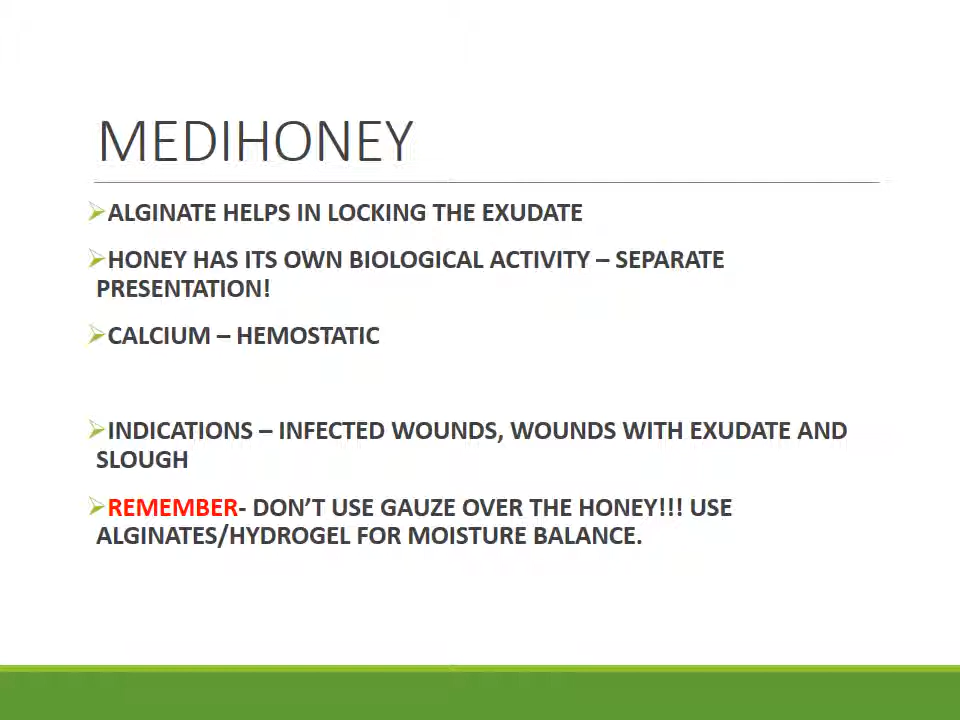 MEDIHONEY
ALGINATE HELPS IN LOCKING THE EXUDATE
HONEY HAS ITS OWN BIOLOGICAL ACTIVITY – SEPARATE
PRESENTATION!
CALCIUM – HEMOSTATIC
INDICATIONS – INFECTED WOUNDS, WOUNDS WITH EXUDATE AND
SLOUGH
REMEMBER- DON’T USE GAUZE OVER THE HONEY!!! USE
ALGINATES/HYDROGEL FOR MOISTURE BALANCE.